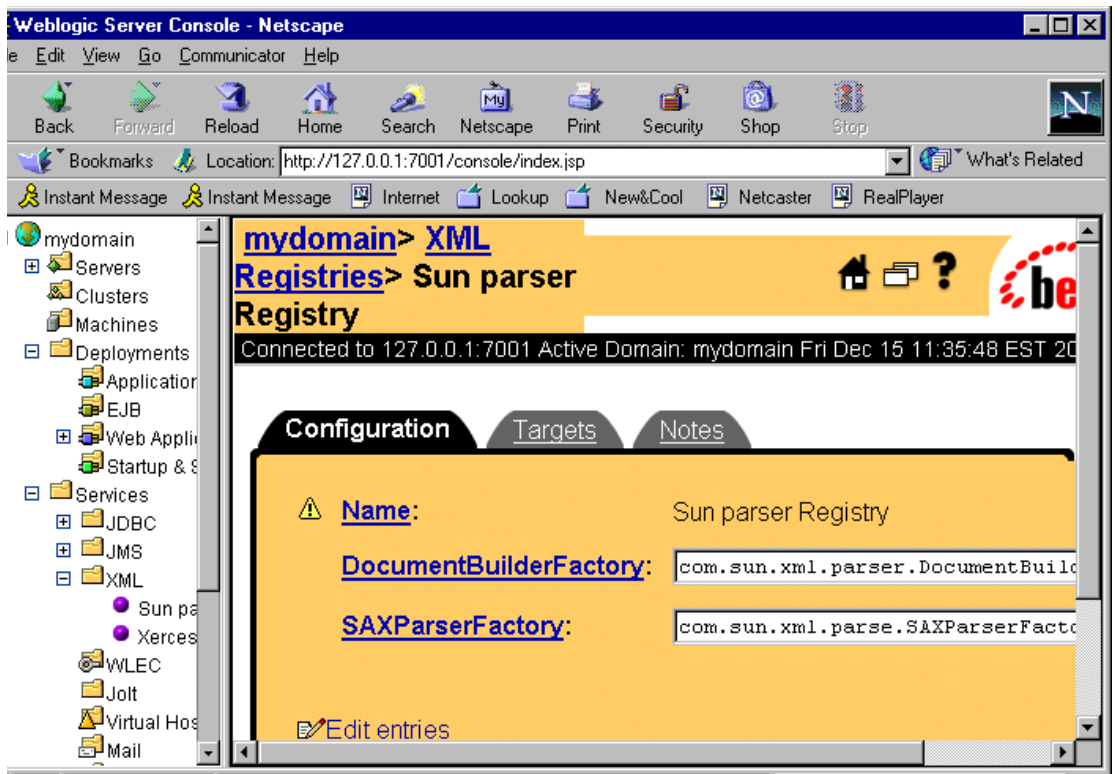 Weblogic Server Console - Netscape
e Edit View Go Communicator Help
Back Forward Reload Home Search Netscape Print Security Shop Stop
My
N
Bookmarks Location: http://127.0.0.1:7001/console/index.jsp What's Related
Instant Message Instant Message Internet Lookup New&Cool Netcaster RealPlayer
mydomain
Servers
Clusters
Machines
Deployments
Application
EJB
Web Appli
Startup & S
Services
JDBC
JMS
XML
Sun pa
Xerces
WLEC
Jolt
Virtual Hos
Mail
mydomain> XML
Registries> Sun parser
Registry
?
be
Connected to 127.0.0.1:7001 Active Domain: mydomain Fri Dec 15 11:35:48 EST 20
Configuration Targets Notes
Name: Sun parser Registry
DocumentBuilderFactory: com.sun.xml.parser.DocumentBuild
SAXParserFactory: com.sun.xml.parse.SAXParserFacto
Edit entries